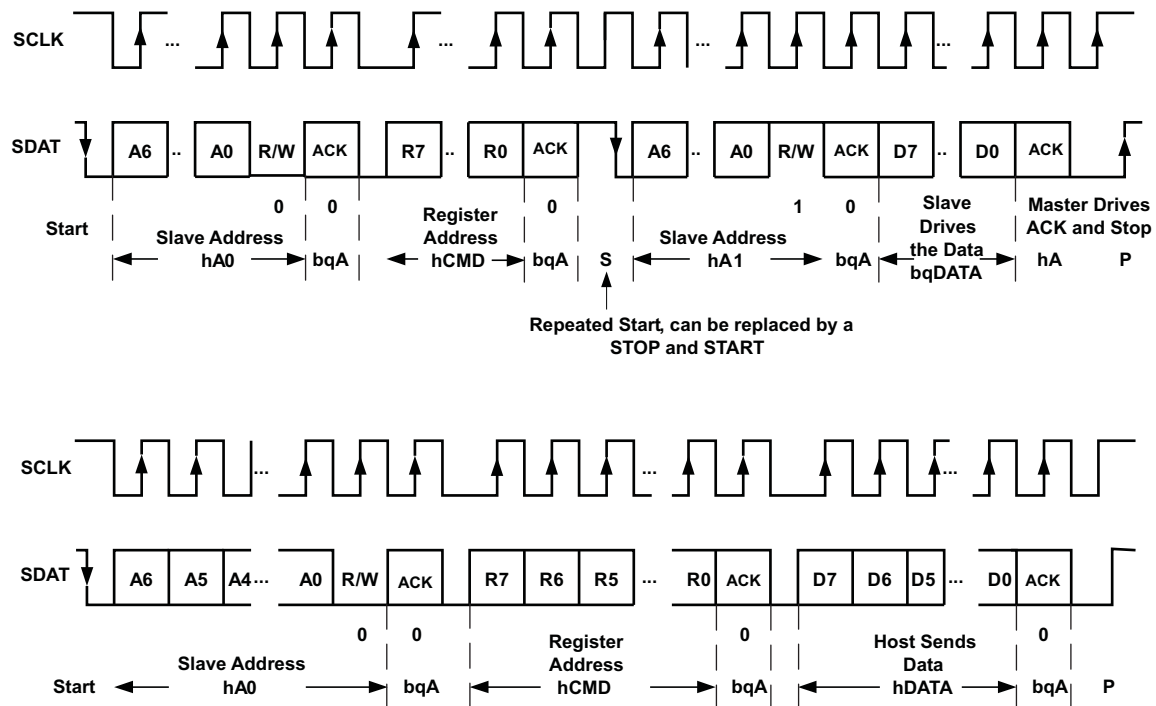 SCLK ... ... ... ...
SDAT A6 .. A0 R/W ACK R7 .. R0 ACK A6 .. A0 R/W ACK D7 .. D0 ACK
0 0 0 1 0
Start
Slave Address
hA0
bqA
Register
Address
hCMD
bqA
S
Slave Address
hA1
bqA
Slave
Drives
the Data
bqDATA
Master Drives
ACK and Stop
hA
P
Repeated Start, can be replaced by a
STOP and START
SCLK ... ... ...
SDAT A6 A5 A4... A0 R/W ACK R7 R6 R5 ... R0 ACK D7 D6 D5 ... D0 ACK
0 0 0 0
Start
Slave Address
hA0
bqA
Register
Address
hCMD
bqA
Host Sends
Data
hDATA
bqA
P